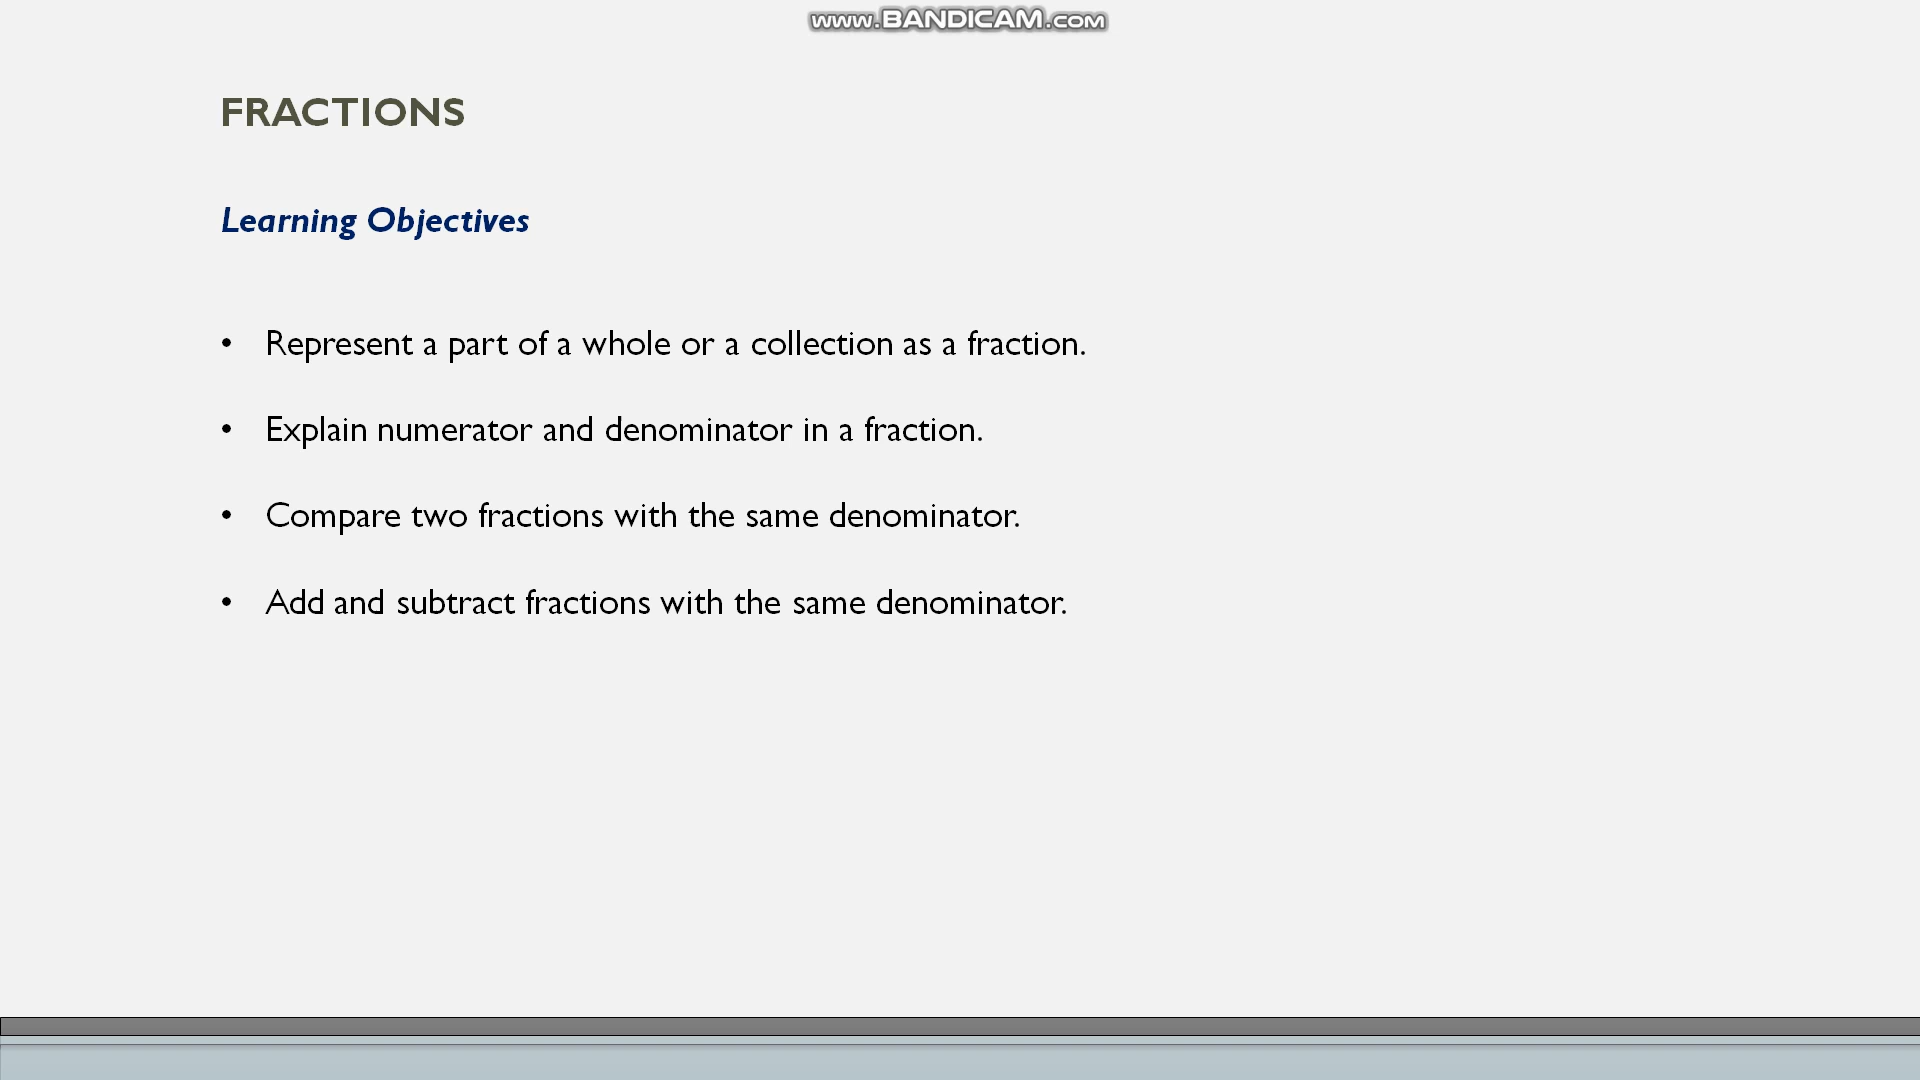 www.BANDICAM.com
FRACTIONS
Learning Objectives
• Represent a part of a whole or a collection as a fraction.
• Explain numerator and denominator in a fraction.
• Compare two fractions with the same denominator.
• Add and subtract fractions with the same denominator.